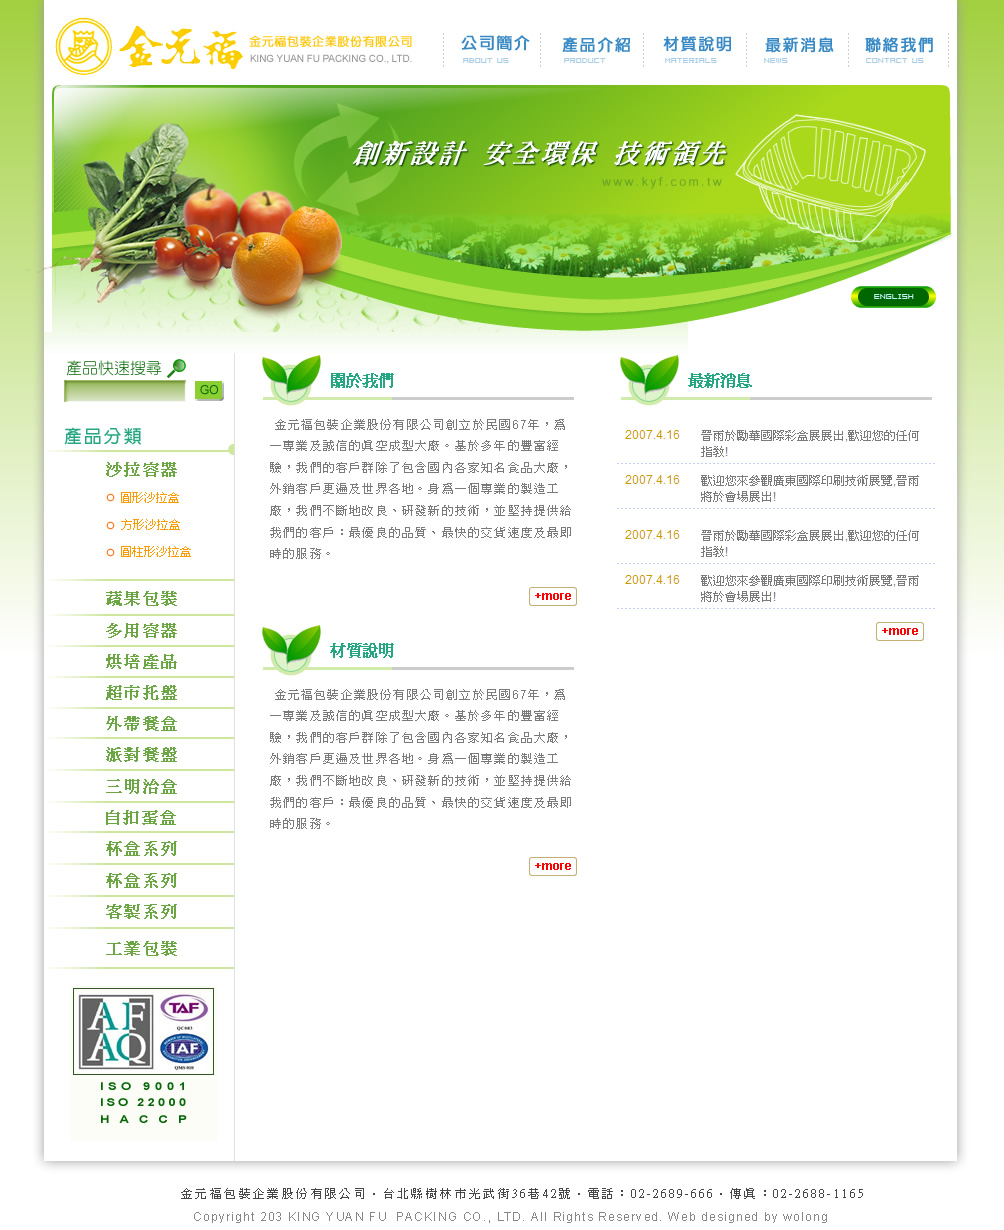 金元福 金元福包裝企業股份有限公司
KING YUAN FU PACKING CO., LTD.
公司簡介 產品介紹 材質說明 最新消息 聯絡我們
ABOUT US PRODUCT MATERIALS NEWS CONTACT US
創新設計 安全環保 技術領先
www.kyf.com.tw
ENGLISH
產品快速搜尋
GO
產品分類
沙拉容器
圓形沙拉盒
方形沙拉盒
圓柱形沙拉盒
蔬果包裝
多用容器
烘培產品
超市托盤
外帶餐盒
派對餐盤
三明治盒
自扣蛋盒
杯盒系列
杯盒系列
客製系列
工業包裝
AF
AQ
TAF
QC 003
IAF
ISO 9001
ISO 22000
HACCP
關於我們
金元福包裝企業股份有限公司創立於民國67年，為
一專業及誠信的真空成型大廠。基於多年的豐富經
驗，我們的客戶群除了包含國內各家知名食品大廠，
外銷客戶更遍及世界各地。身為一個專業的製造工
廠，我們不斷地改良、研發新的技術，並堅持提供給
我們的客戶：最優良的品質、最快的交貨速度及最即
時的服務。
+more
材質說明
金元福包裝企業股份有限公司創立於民國67年，為
一專業及誠信的真空成型大廠。基於多年的豐富經
驗，我們的客戶群除了包含國內各家知名食品大廠，
外銷客戶更遍及世界各地。身為一個專業的製造工
廠，我們不斷地改良、研發新的技術，並堅持提供給
我們的客戶：最優良的品質、最快的交貨速度及最即
時的服務。
+more
最新消息
2007.4.16 晉雨於勵華國際彩盒展展出,歡迎您的任何
指教!
2007.4.16 歡迎您來參觀廣東國際印刷技術展覽,晉雨
將於會場展出!
2007.4.16 晉雨於勵華國際彩盒展展出,歡迎您的任何
指教!
2007.4.16 歡迎您來參觀廣東國際印刷技術展覽,晉雨
將於會場展出!
+more
金元福包裝企業股份有限公司‧台北縣樹林市光武街36巷42號‧電話：02-2689-666‧傳真：02-2688-1165
Copyright 203 KING YUAN FU PACKING CO., LTD. All Rights Reserved. Web designed by wolong